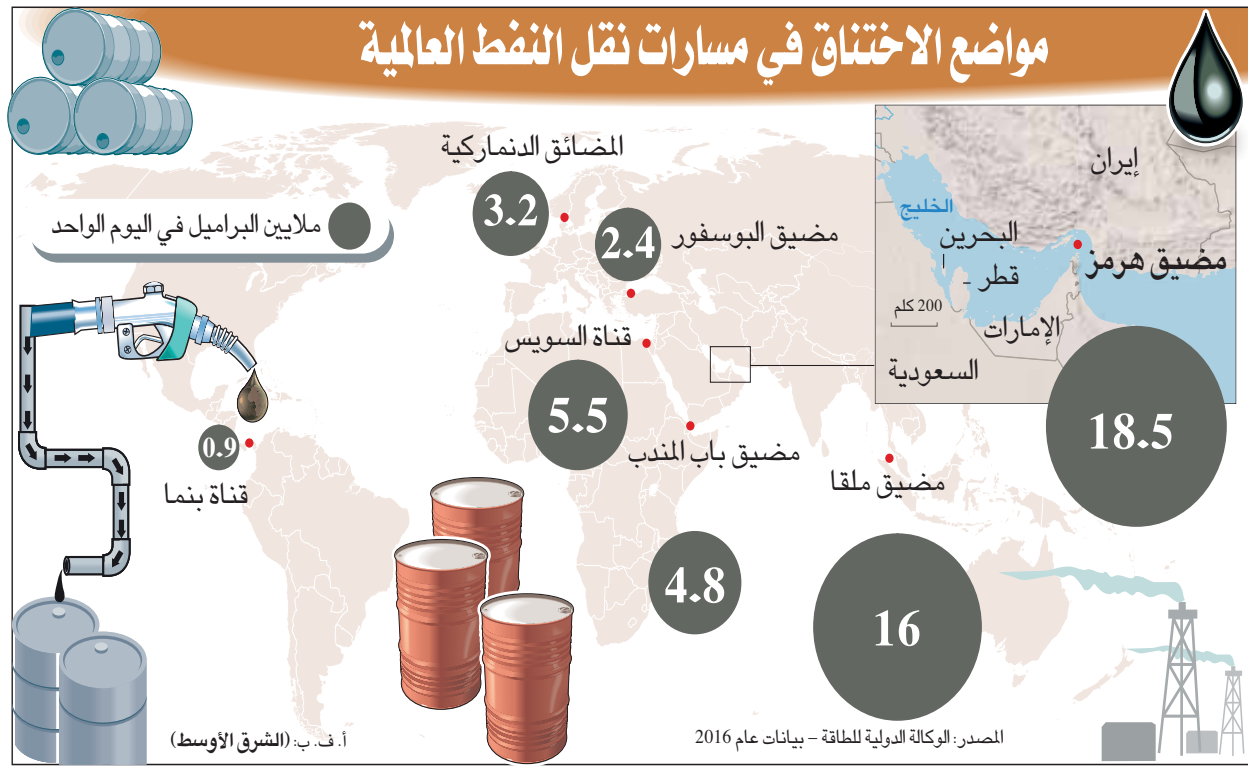 مواضع الاختناق في مسارات نقل النفط العالمية
ملايين البراميل في اليوم الواحد
المضائق الدنماركية
3.2
مضيق البوسفور
2.4
قناة السويس
5.5
مضيق باب المندب
4.8
مضيق ملقا
16
قناة بنما
0.9
إيران
الخليج
البحرين
قطر
مضيق هرمز
200 كلم
الإمارات
السعودية
18.5
المصدر: الوكالة الدولية للطاقة – بيانات عام 2016
أ. ف. ب: (الشرق الأوسط)